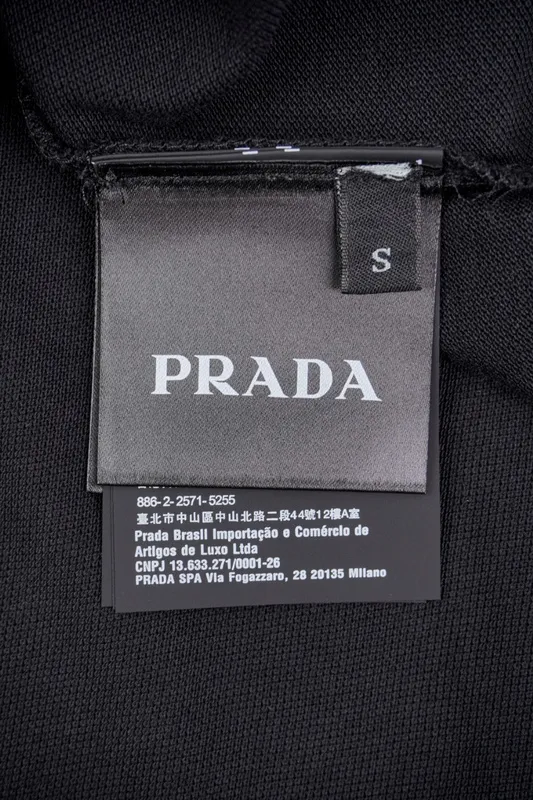 S
PRADA
886-2-2571-5255
臺北市中山區中山北路二段44號12樓A室
Prada Brasil Importação e Comércio de
Artigos de Luxo Ltda
CNPJ 13.633.271/0001-26
PRADA SPA Via Fogazzaro, 28 20135 Milano